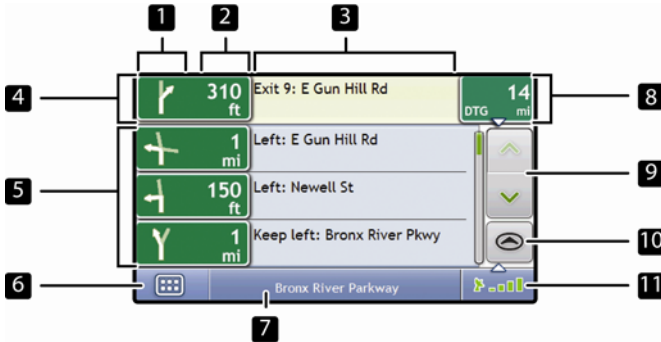 1 2 3
4 310 ft Exit 9: E Gun Hill Rd 14 DTG mi 8
1 mi Left: E Gun Hill Rd
5 150 ft Left: Newell St 9
1 mi Keep left: Bronx River Pkwy 10
6 Bronx River Parkway 11
7